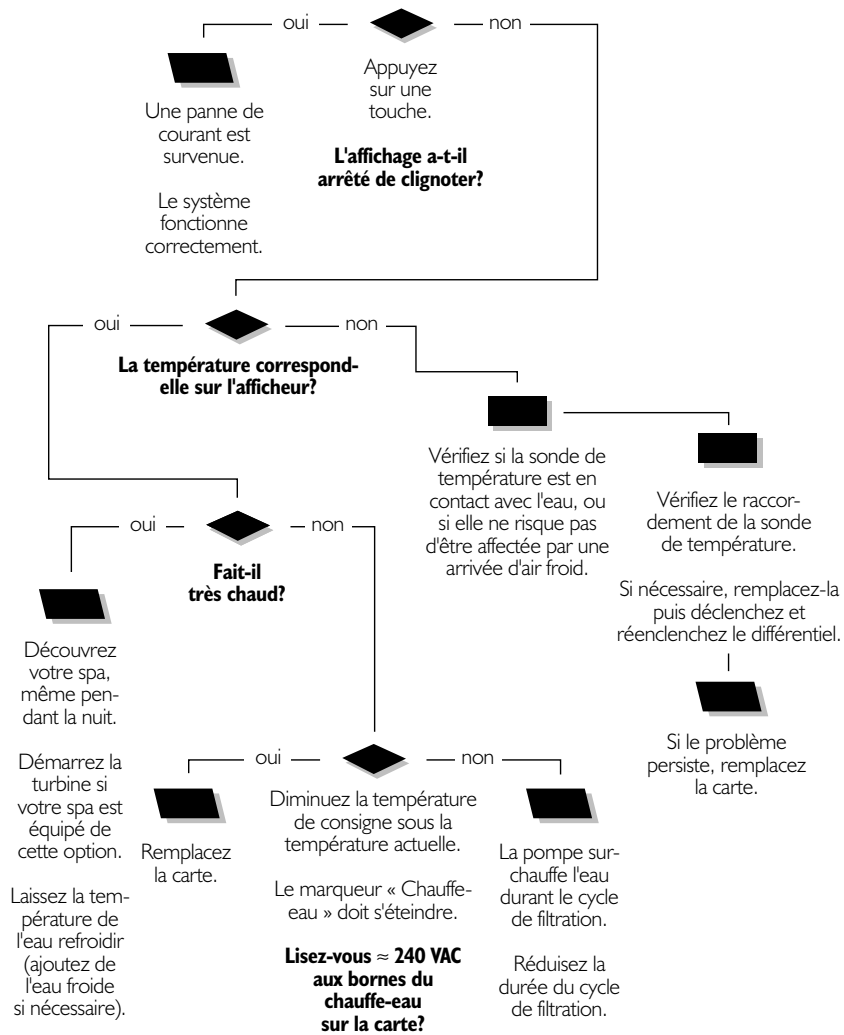 oui
non
Appuyez
sur une
touche.
L'affichage a-t-il
arrêté de clignoter?
Une panne de
courant est
survenue.
Le système
fonctionne
correctement.
oui
non
La température correspond-
elle sur l'afficheur?
Vérifiez si la sonde de
température est en
contact avec l'eau, ou
si elle ne risque pas
d'être affectée par une
arrivée d'air froid.
Vérifiez le raccor-
dement de la sonde
de température.
Si nécessaire, remplacez-la
puis déclenchez et
réenclenchez le différentiel.
Si le problème
persiste, remplacez
la carte.
oui
non
Fait-il
très chaud?
Découvrez
votre spa,
même pen-
dant la nuit.
Démarrez la
turbine si
votre spa est
équipé de
cette option.
Laissez la tem-
pérature de
l'eau refroidir
(ajoutez de
l'eau froide
si nécessaire).
oui
non
Remplacez
la carte.
Diminuez la température
de consigne sous la
température actuelle.
Le marqueur « Chauffe-
eau » doit s'éteindre.
Lisez-vous ≈ 240 VAC
aux bornes du
chauffe-eau
sur la carte?
La pompe sur-
chauffe l'eau
durant le cycle
de filtration.
Réduisez la
durée du cycle
de filtration.